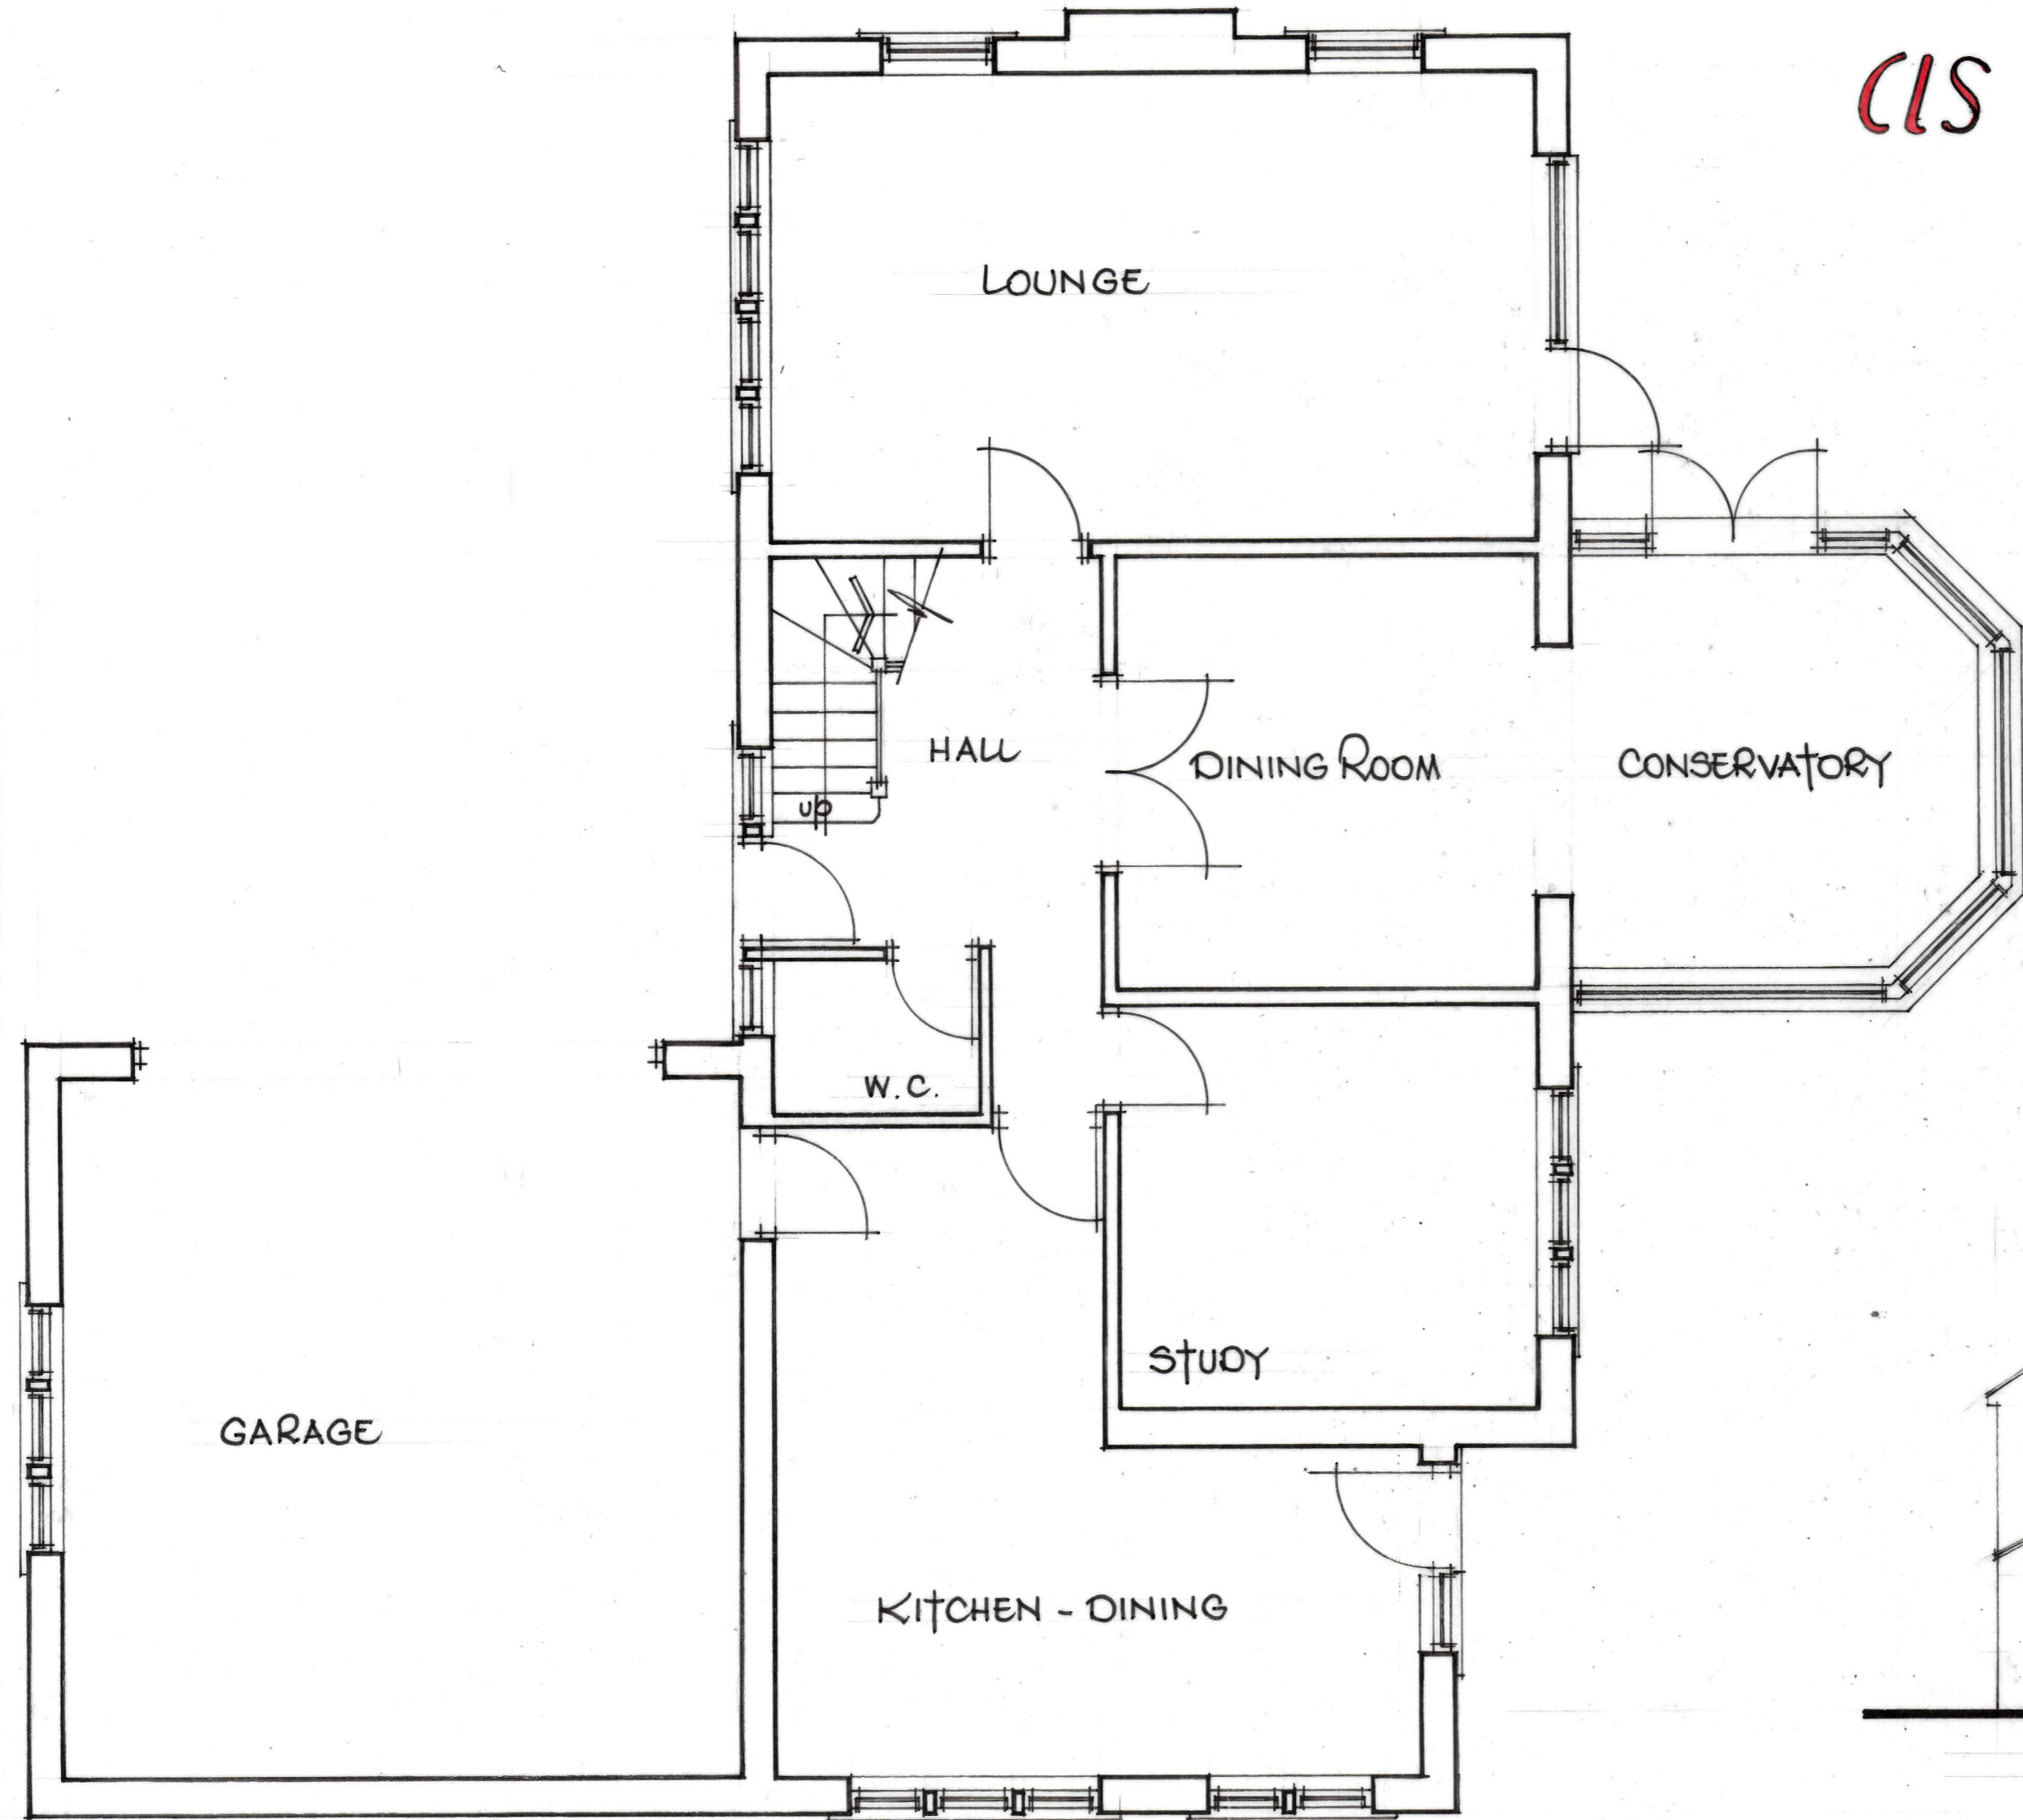 CIS
LOUNGE
HALL
DINING ROOM
CONSERVATORY
up
W.C.
STUDY
GARAGE
KITCHEN - DINING